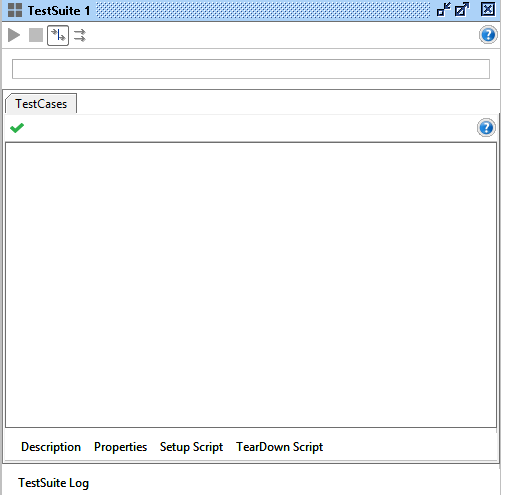 TestSuite 1
TestCases
Description Properties Setup Script TearDown Script
TestSuite Log